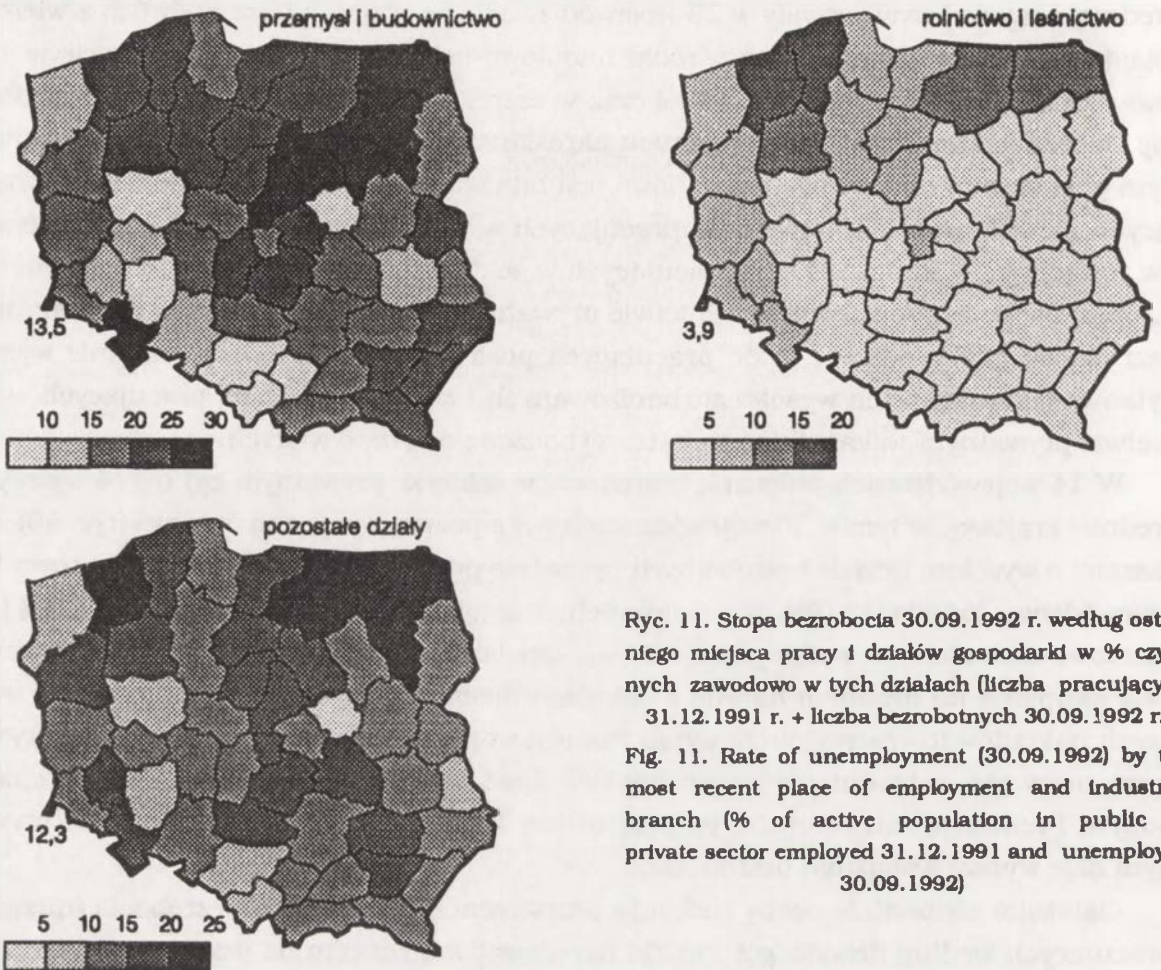 przemysł i budownictwo
13,5
10 15 20 30
rolnictwo i leśnictwo
3,9
5 10 15 20
pozostałe działy
12,3
5 10 15 20 25
Ryc. 11. Stopa bezrobocia 30.09.1992 r. według ost
niego miejsca pracy i działów gospodarki w % czy
nych zawodowo w tych działach (liczba pracujący
31.12.1991 r. + liczba bezrobotnych 30.09.1992 r.
Fig. 11. Rate of unemployment (30.09.1992) by t
most recent place of employment and industr
branch (% of active population in public
private sector employed 31.12.1991 and unemploy
30.09.1992)